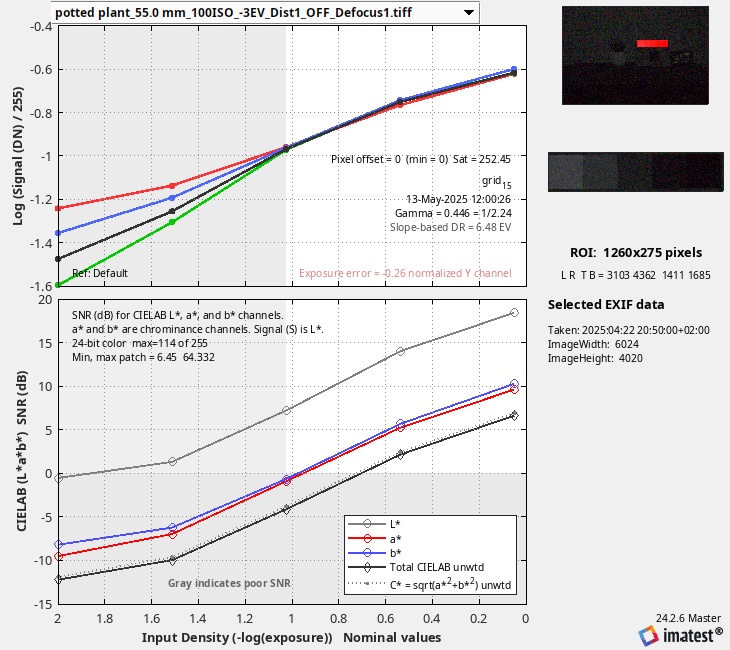 potted plant_55.0 mm_100ISO_-3EV_Dist1_OFF_Defocus1.tiff
-0.4
-0.6
-0.8
-1
-1.2
-1.4
-1.6
Log (Signal (DN) / 255)
Pixel offset = 0 (min = 0) Sat = 252.45
grid15
13-May-2025 12:00:26
Gamma = 0.446 = 1/2.24
Slope-based DR = 6.48 EV
Ref: Default
Exposure error = -0.26 normalized Y channel
20
15
10
5
0
-5
-10
-15
CIELAB (L*a*b*) SNR (dB)
SNR (dB) for CIELAB L*, a*, and b* channels.
a* and b* are chrominance channels. Signal (S) is L*.
24-bit color max=114 of 255
Min, max patch = 6.45 64.332
L*
a*
b*
Total CIELAB unwtd
C* = sqrt(a*2+b*2) unwtd
Gray indicates poor SNR
2 1.8 1.6 1.4 1.2 1 0.8 0.6 0.4 0.2 0
Input Density (-log(exposure)) Nominal values
ROI: 1260x275 pixels
L R T B = 3103 4362 1411 1685
Selected EXIF data
Taken: 2025:04:22 20:50:00+02:00
ImageWidth: 6024
ImageHeight: 4020
24.2.6 Master
imatest®